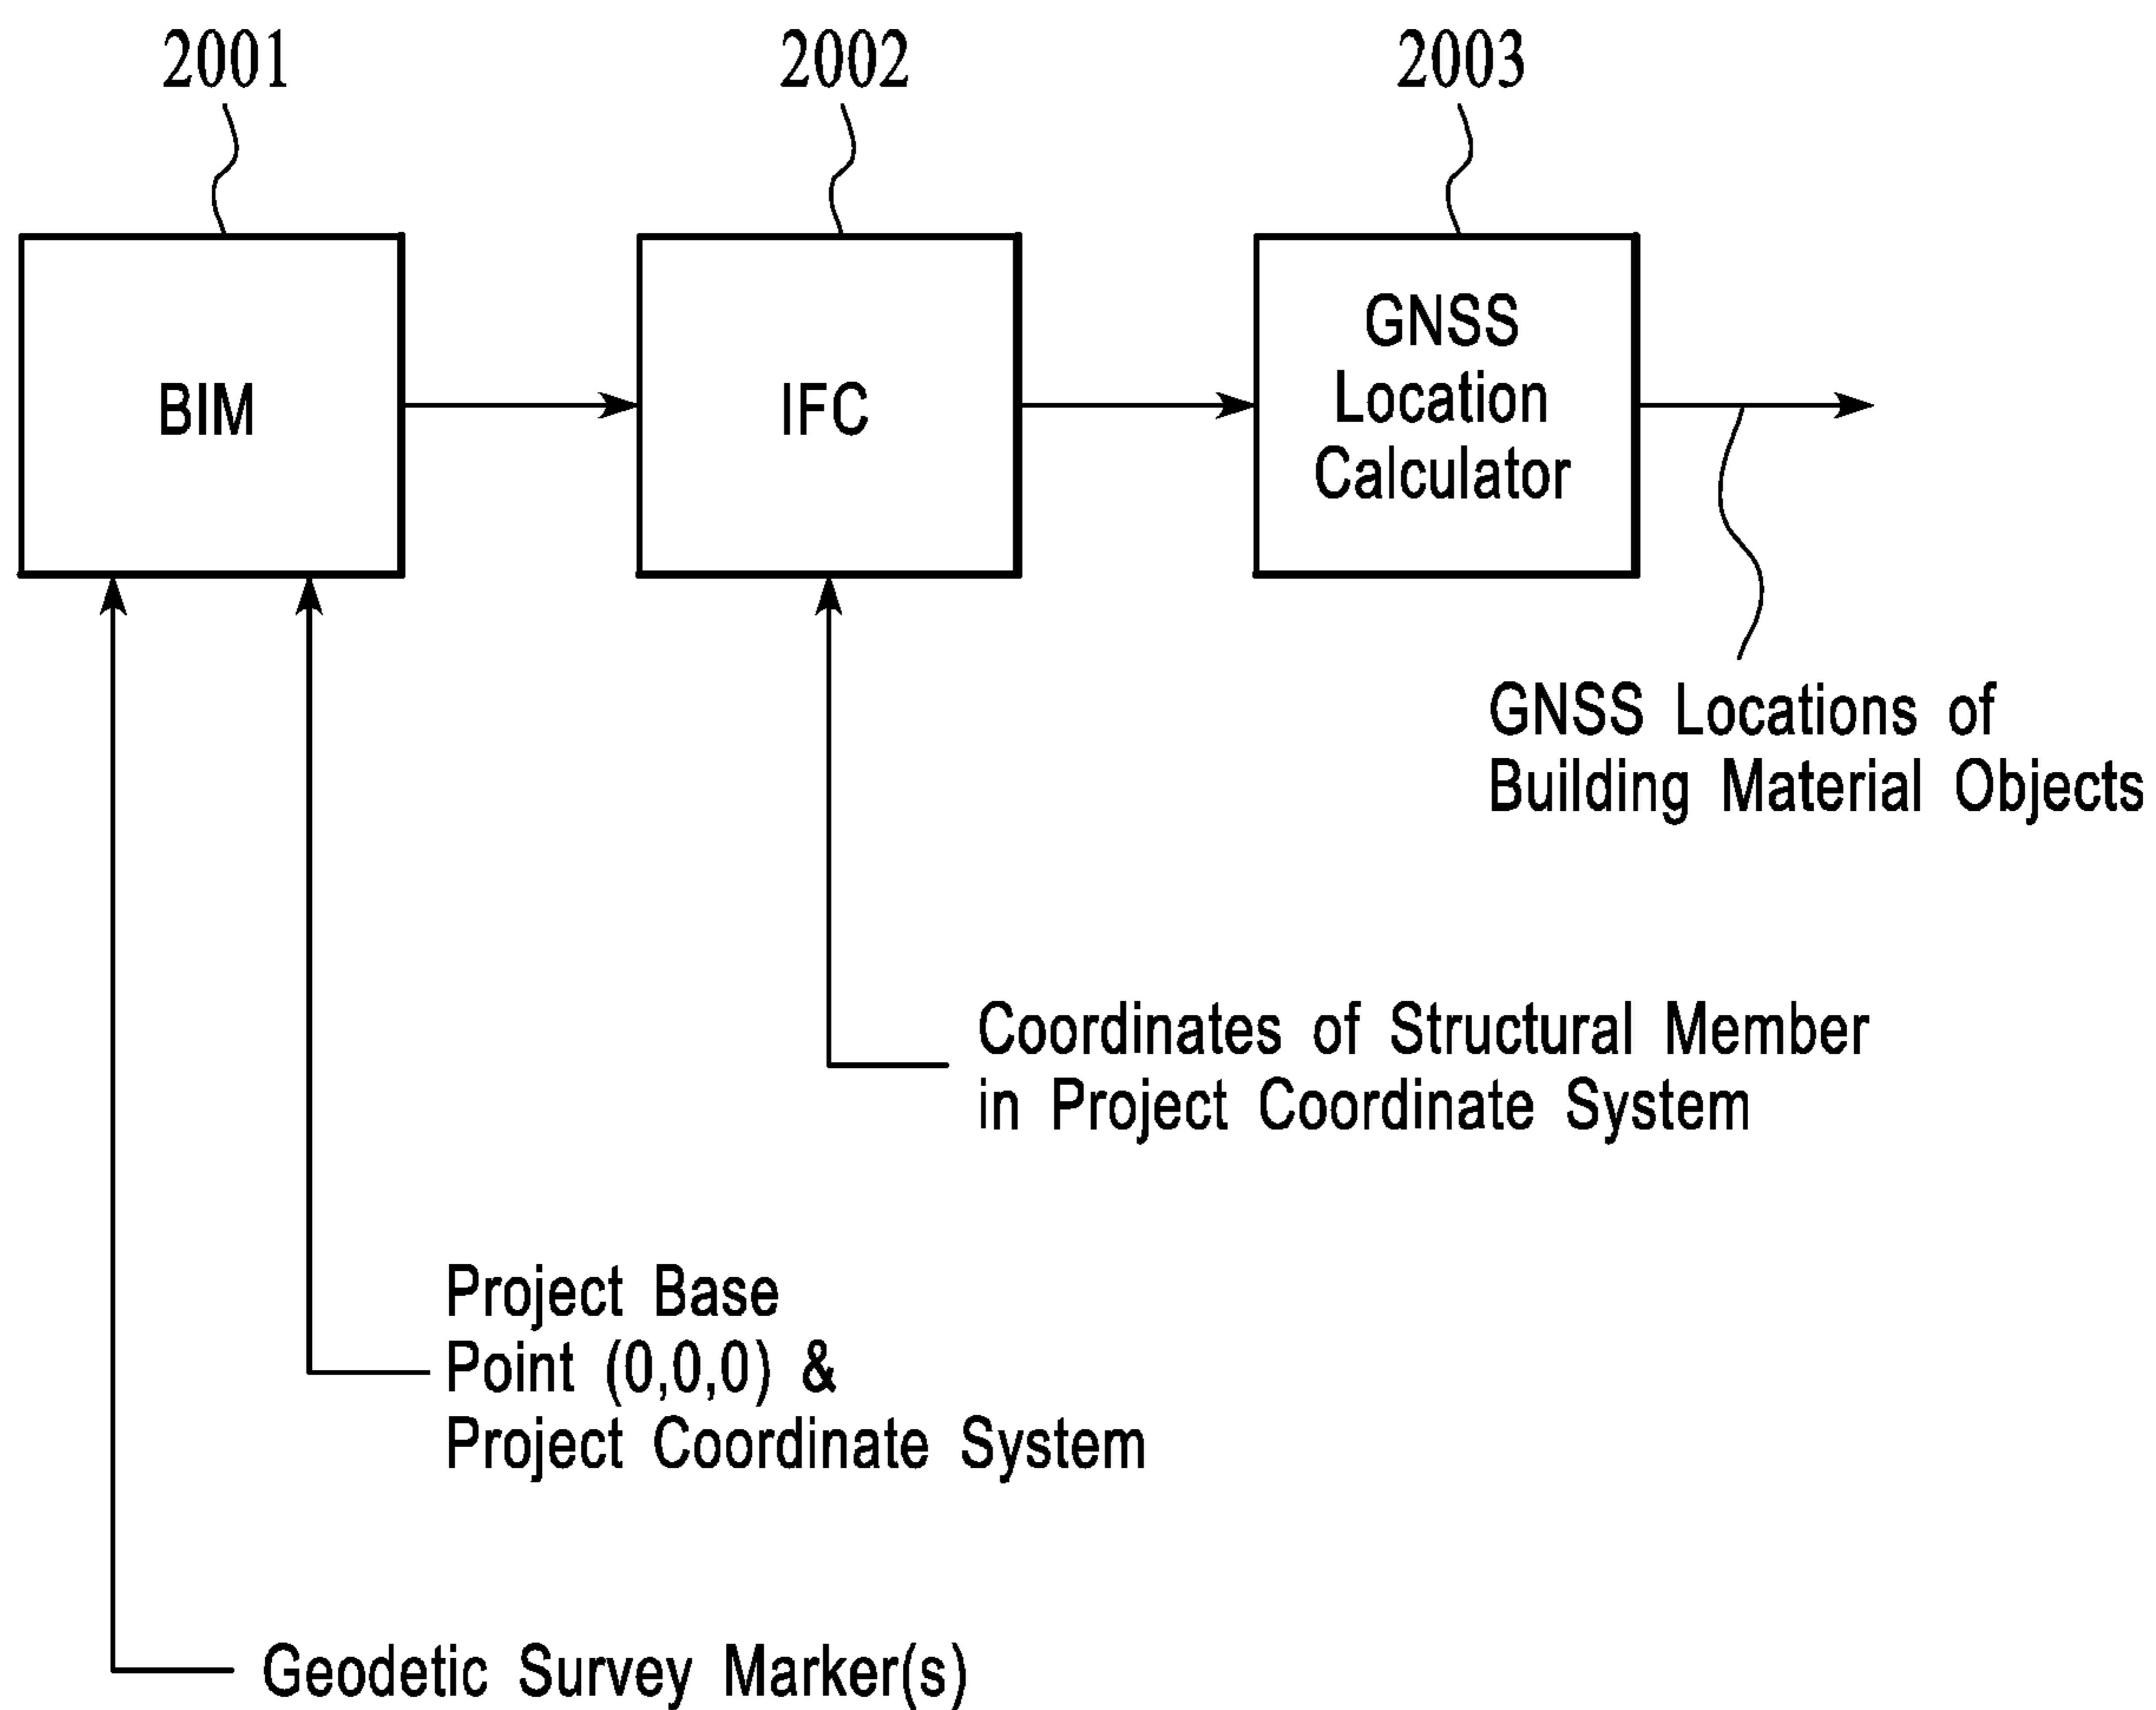 2001
2002
2003
BIM
IFC
GNSS
Location
Calculator
GNSS Locations of
Building Material Objects
Coordinates of Structural Member
in Project Coordinate System
Project Base
Point (0,0,0) &
Project Coordinate System
Geodetic Survey Marker(s)